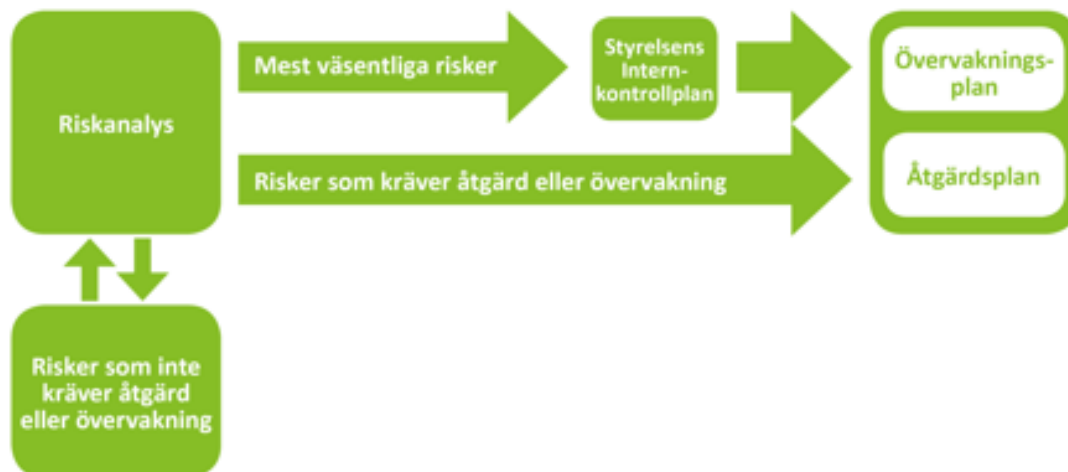 Riskanalys
Mest väsentliga risker
Styrelsens
Intern-
kontrollplan
Övervaknings-
plan
Risker som kräver åtgärd eller övervakning
Åtgärdsplan
Risker som inte
kräver åtgärd
eller övervakning